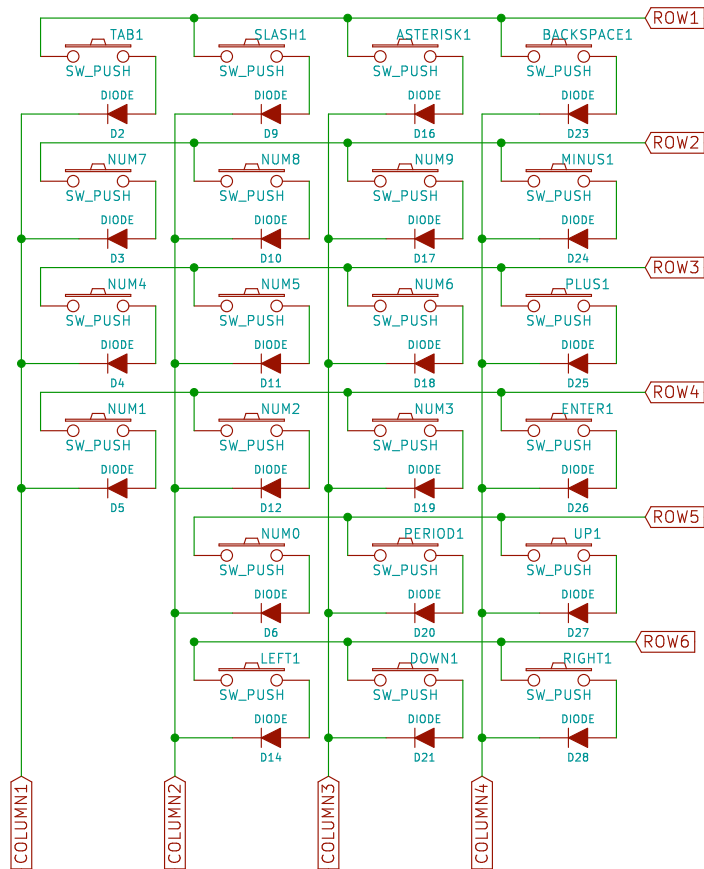 TAB1 SLASH1 ASTERISK1 BACKSPACE1 ROW1
SW_PUSH SW_PUSH SW_PUSH SW_PUSH
DIODE DIODE DIODE DIODE
D2 D9 D16 D23
ROW2
NUM7 NUM8 NUM9 MINUS1
SW_PUSH SW_PUSH SW_PUSH SW_PUSH
DIODE DIODE DIODE DIODE
D3 D10 D17 D24
ROW3
NUM4 NUM5 NUM6 PLUS1
SW_PUSH SW_PUSH SW_PUSH SW_PUSH
DIODE DIODE DIODE DIODE
D4 D11 D18 D25
ROW4
NUM1 NUM2 NUM3 ENTER1
SW_PUSH SW_PUSH SW_PUSH SW_PUSH
DIODE DIODE DIODE DIODE
D5 D12 D19 D26
ROW5
NUM0 PERIOD1 UP1
SW_PUSH SW_PUSH SW_PUSH
DIODE DIODE DIODE
D6 D20 D27
ROW6
LEFT1 DOWN1 RIGHT1
SW_PUSH SW_PUSH SW_PUSH
DIODE DIODE DIODE
D14 D21 D28
COLUMN1 COLUMN2 COLUMN3 COLUMN4